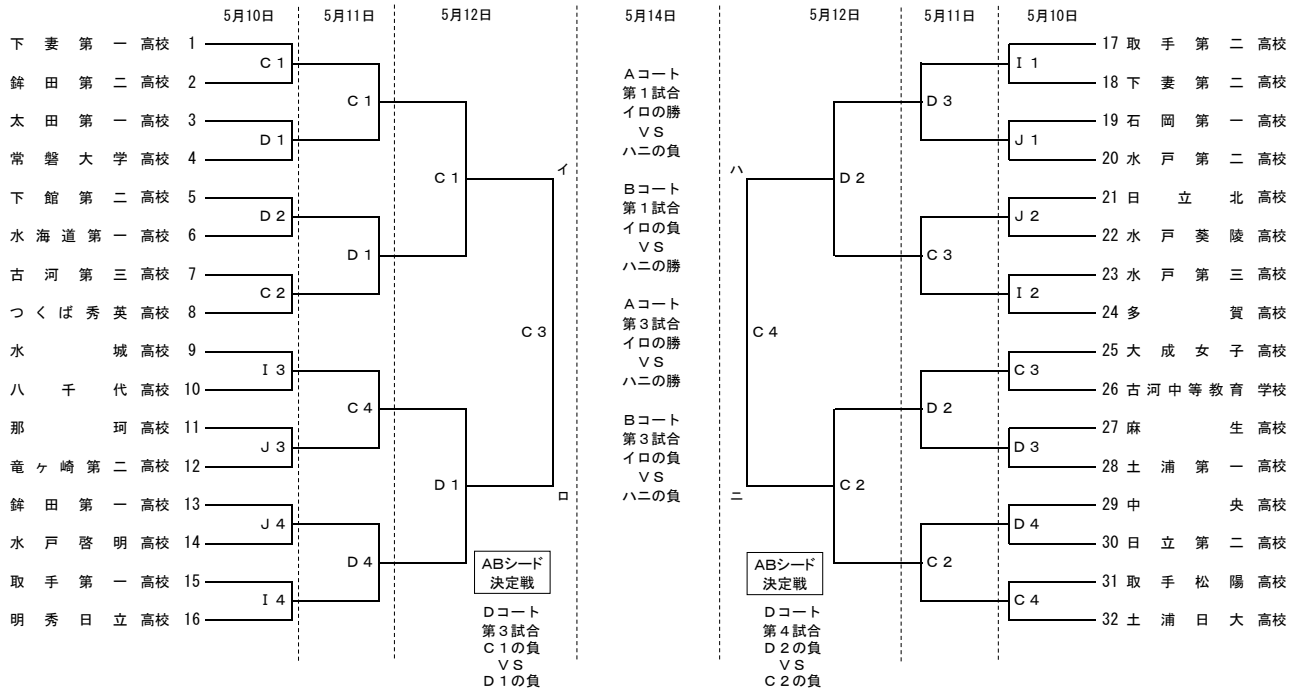 5月10日 5月11日 5月12日 5月14日 5月12日 5月11日 5月10日
下妻第一高校 1
鉾田第二高校 2
太田第一高校 3
常磐大学高校 4
下館第二高校 5
水海道第一高校 6
古河第三高校 7
つくば秀英高校 8
水城高校 9
八千代高校 10
那珂高校 11
竜ヶ崎第二高校 12
鉾田第一高校 13
水戸啓明高校 14
取手第一高校 15
明秀日立高校 16
C1
D1
D2
C2
I3
J3
J4
I4
C1
D1
C4
D4
C1
D1
イ
C3
ロ
ABシード
決定戦
Dコート
第3試合
C1の負
VS
D1の負
Aコート
第1試合
イロの勝
VS
ハニの負
Bコート
第1試合
イロの負
VS
ハニの勝
Aコート
第3試合
イロの勝
VS
ハニの勝
Bコート
第3試合
イロの負
VS
ハニの負
ハ
C4
ニ
D2
C2
ABシード
決定戦
Dコート
第4試合
D2の負
VS
C2の負
D3
C3
D2
C2
I1
J1
J2
I2
C3
D3
D4
C4
17 取手第二高校
18 下妻第二高校
19 石岡第一高校
20 水戸第二高校
21 日立北高校
22 水戸葵陵高校
23 水戸第三高校
24 多賀高校
25 大成女子高校
26 古河中等教育学校
27 麻生高校
28 土浦第一高校
29 中央高校
30 日立第二高校
31 取手松陽高校
32 土浦日大高校